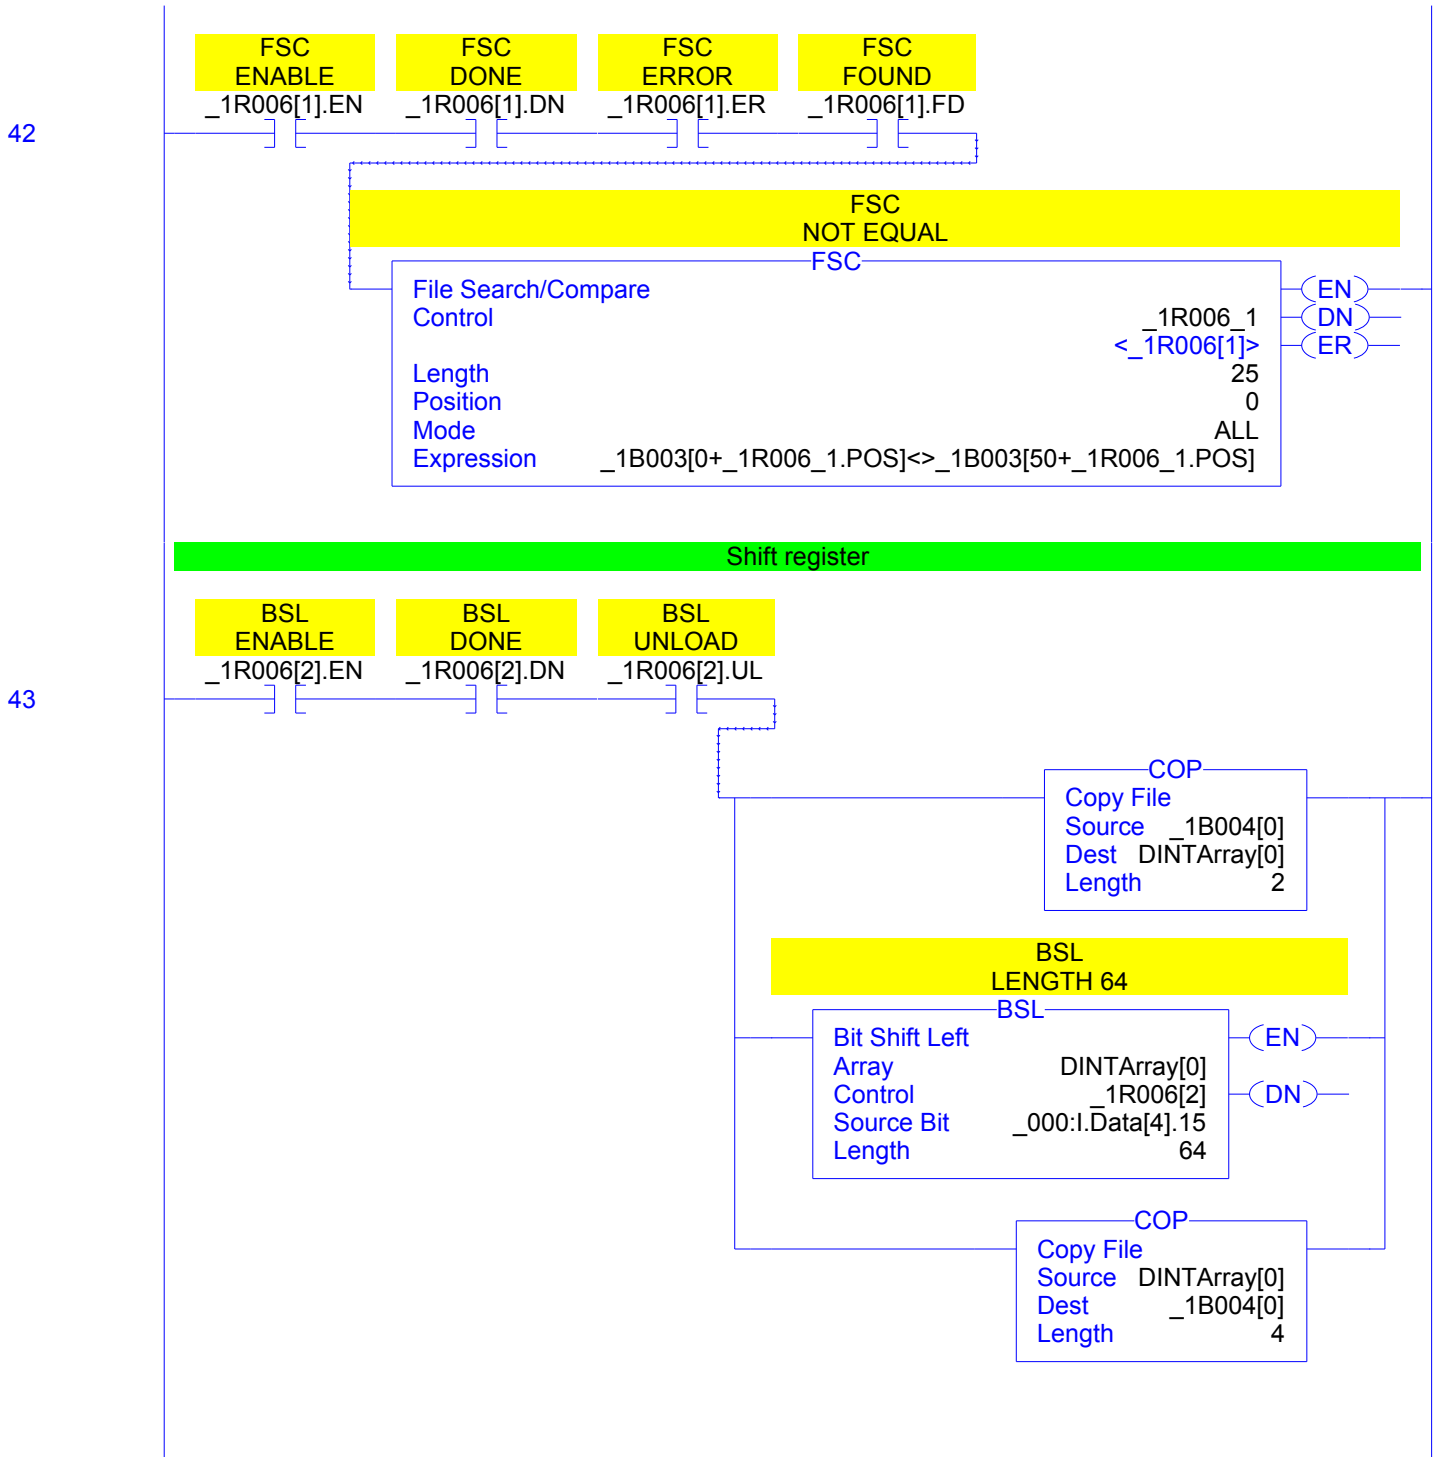 FSC FSC FSC FSC
ENABLE DONE ERROR FOUND
_1R006[1].EN _1R006[1].DN _1R006[1].ER _1R006[1].FD
42
FSC
NOT EQUAL
FSC
File Search/Compare EN
Control _1R006_1 DN
<_1R006[1]> ER
Length 25
Position 0
Mode ALL
Expression _1B003[0+_1R006_1.POS]<>_1B003[50+_1R006_1.POS]
Shift register
BSL BSL BSL
ENABLE DONE UNLOAD
_1R006[2].EN _1R006[2].DN _1R006[2].UL
43
COP
Copy File
Source _1B004[0]
Dest DINTArray[0]
Length 2
BSL
LENGTH 64
BSL
Bit Shift Left EN
Array DINTArray[0]
Control _1R006[2] DN
Source Bit _000:I.Data[4].15
Length 64
COP
Copy File
Source DINTArray[0]
Dest _1B004[0]
Length 4